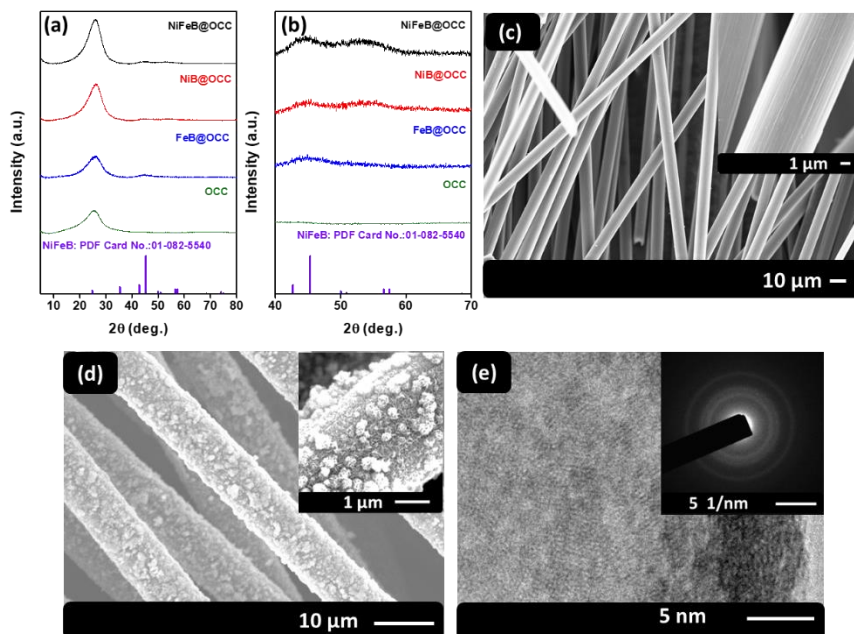 (a)
Intensity (a.u.)
NiFeB@OCC
NiB@OCC
FeB@OCC
OCC
NiFeB: PDF Card No.:01-082-5540
10 20 30 40 50 60 70 80
2θ (deg.)
(b)
Intensity (a.u.)
NiFeB@OCC
NiB@OCC
FeB@OCC
OCC
NiFeB: PDF Card No.:01-082-5540
40 50 60 70
2θ (deg.)
(c)
1 μm
10 μm
(d)
1 μm
10 μm
(e)
5 1/nm
5 nm